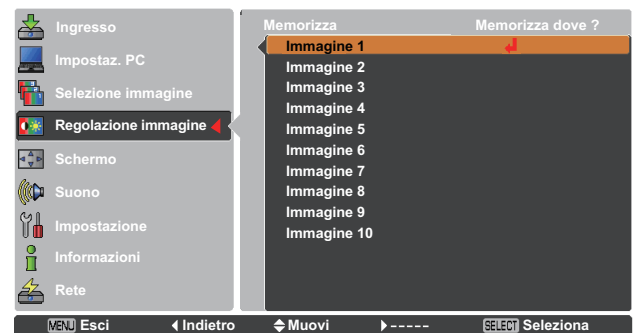 Ingresso
Impostaz. PC
Selezione immagine
Regolazione immagine
Schermo
Suono
Impostazione
Informazioni
Rete
Memorizza Memorizza dove ?
Immagine 1
Immagine 2
Immagine 3
Immagine 4
Immagine 5
Immagine 6
Immagine 7
Immagine 8
Immagine 9
Immagine 10
MENU Esci Indietro Muovi ----- SELECT Seleziona